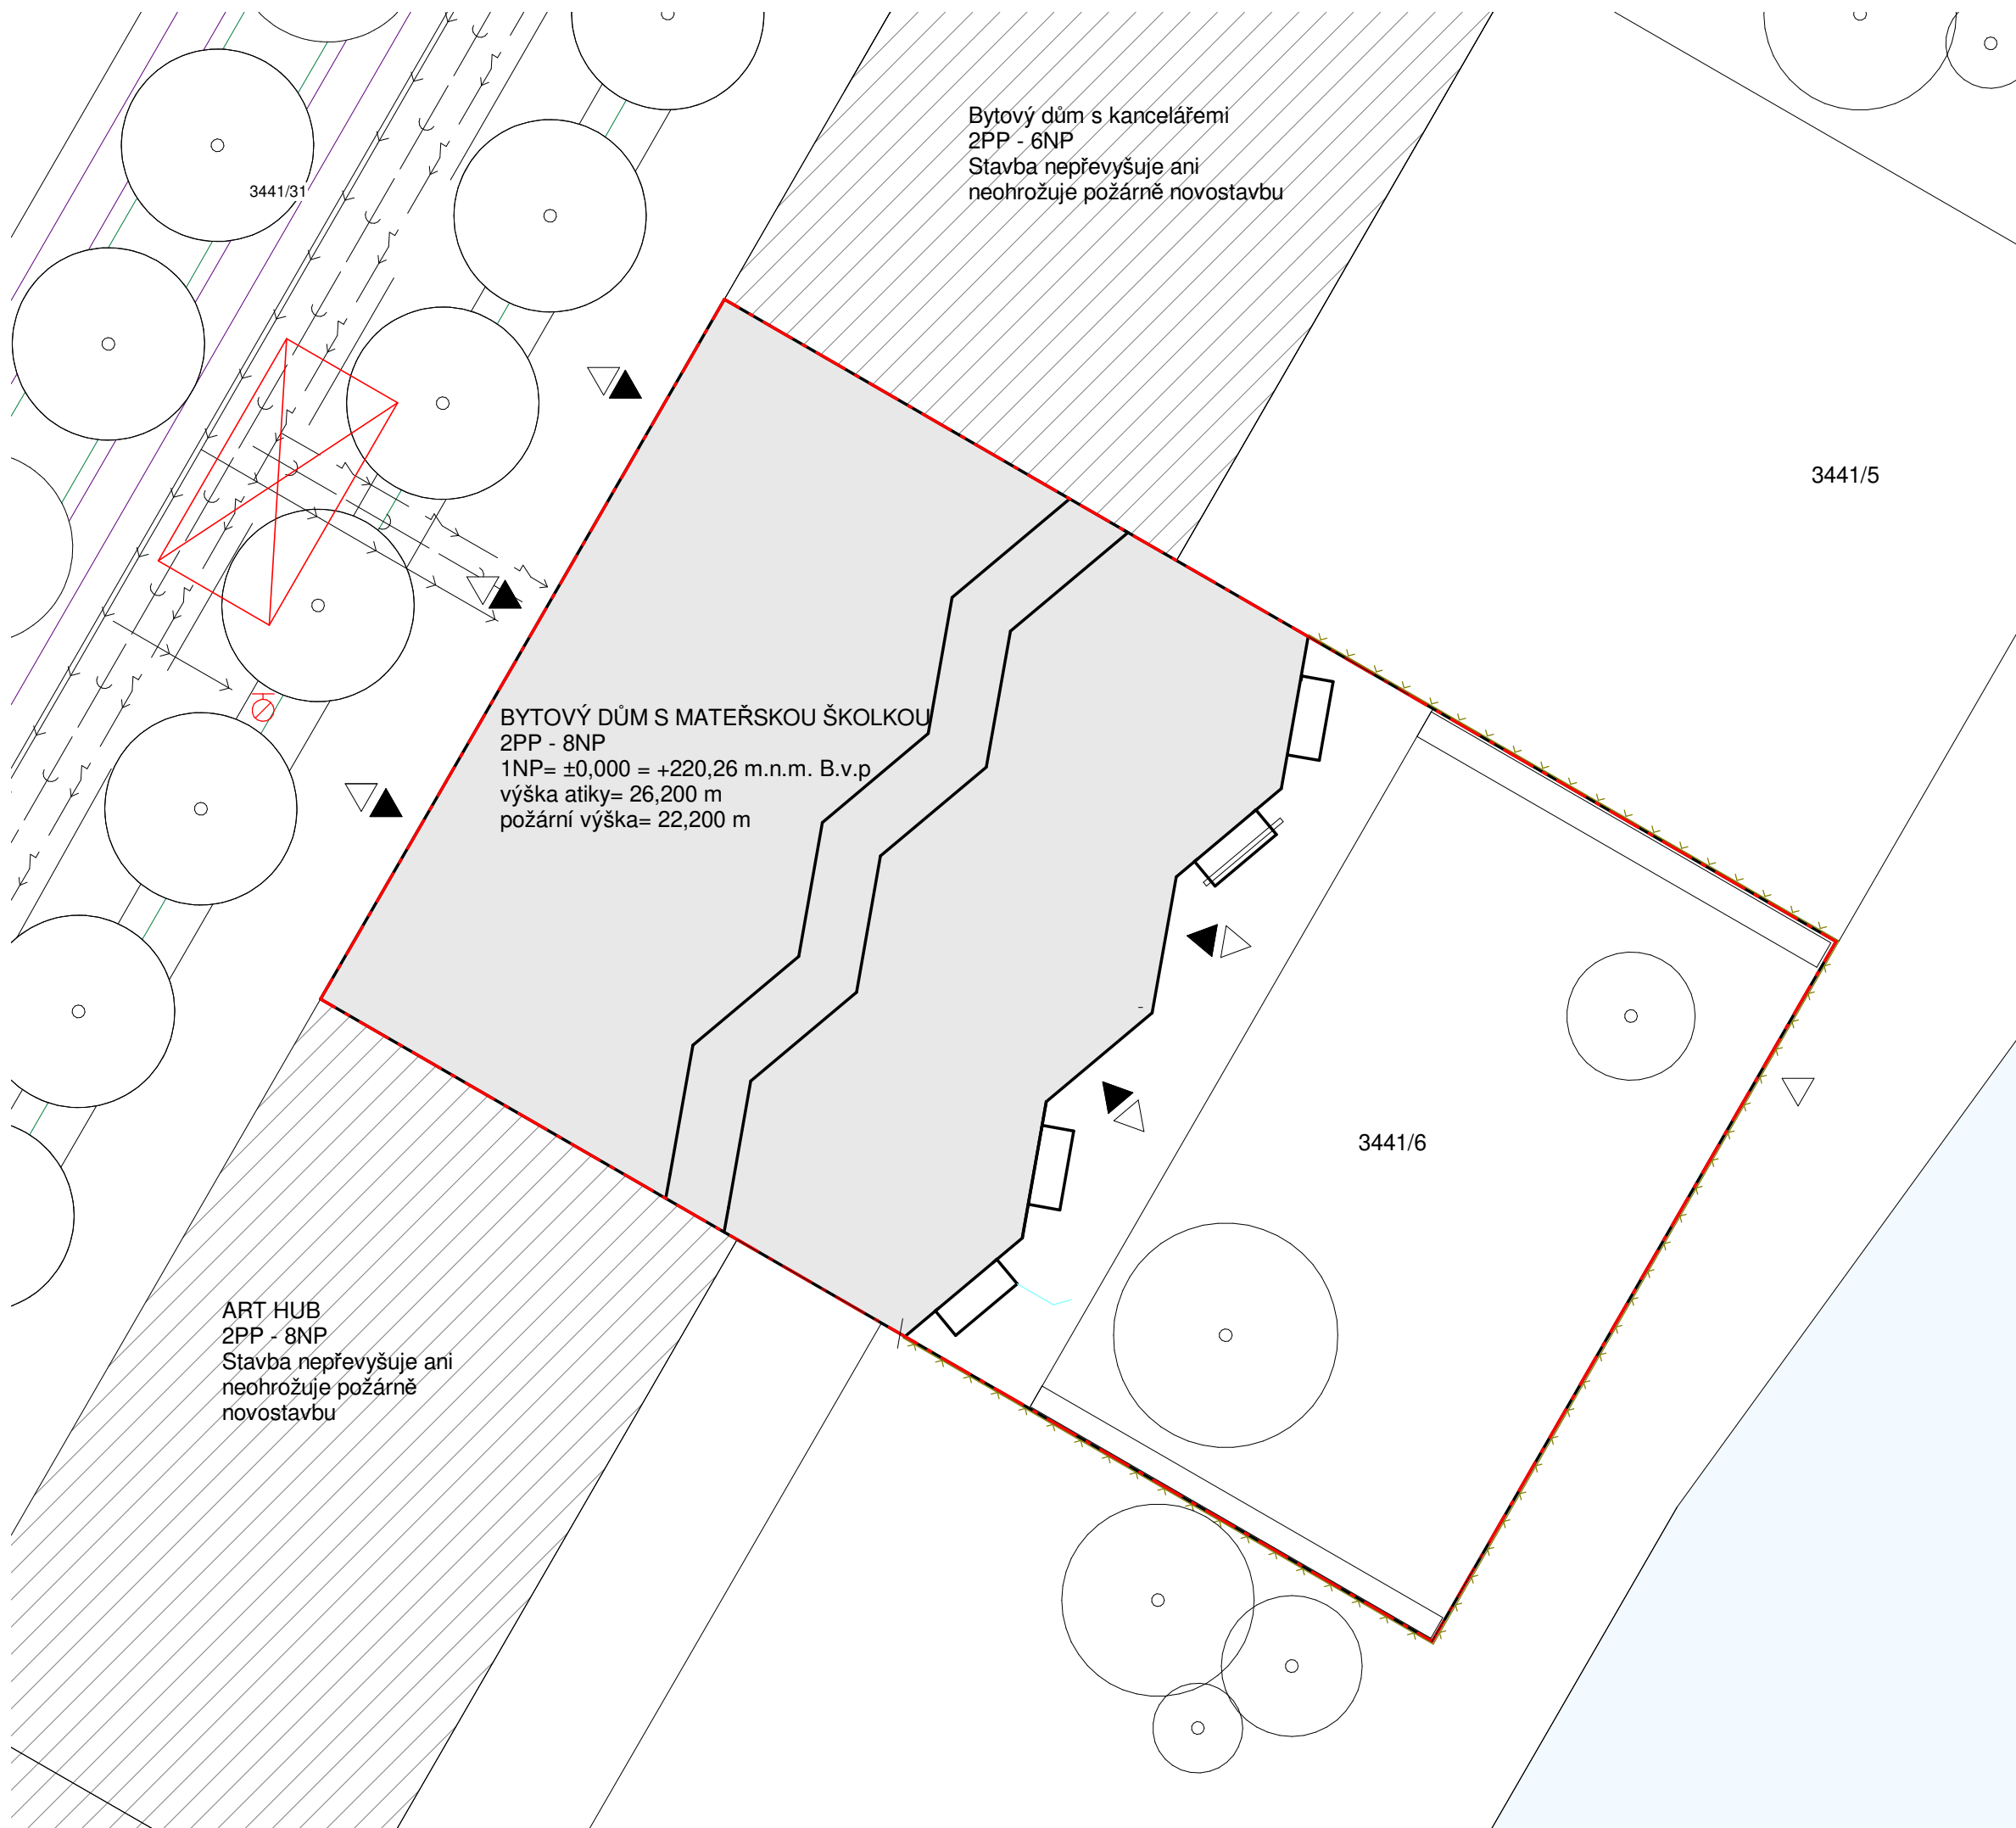 Bytový dům s kancelářemi
2PP - 6NP
Stavba nepřevyšuje ani
neohrožuje požárně novostavbu
3441/31
3441/5
BYTOVÝ DŮM S MATEŘSKOU ŠKOLKOU
2PP - 8NP
1NP= ±0,000 = +220,26 m.n.m. B.v.p
výška atiky= 26,200 m
požární výška= 22,200 m
3441/6
ART HUB
2PP - 8NP
Stavba nepřevyšuje ani
neohrožuje požárně
novostavbu